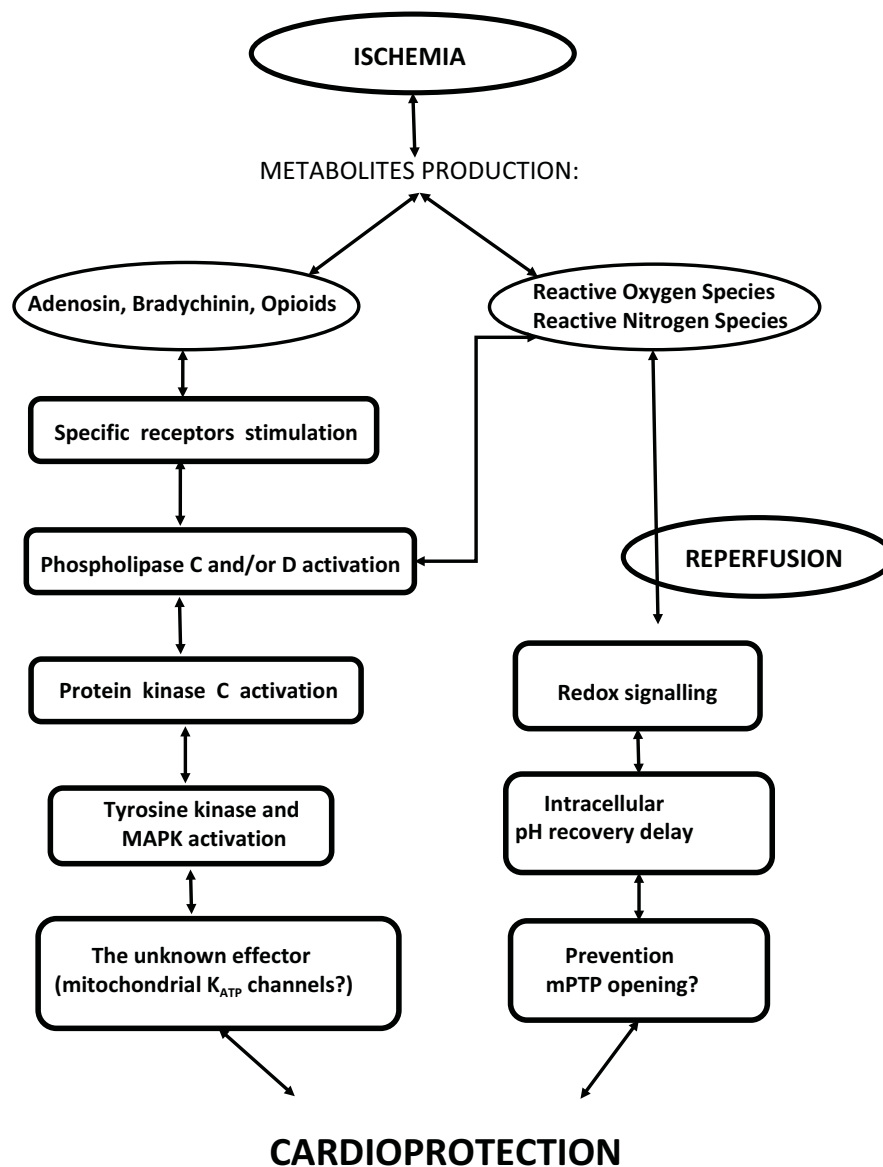 ISCHEMIA
METABOLITES PRODUCTION:
Adenosin, Bradychinin, Opioids
Reactive Oxygen Species
Reactive Nitrogen Species
Specific receptors stimulation
Phospholipase C and/or D activation
REPERFUSION
Protein kinase C activation
Redox signalling
Tyrosine kinase and
MAPK activation
Intracellular
pH recovery delay
The unknown effector
(mitochondrial KATP channels?)
Prevention
mPTP opening?
CARDIOPROTECTION